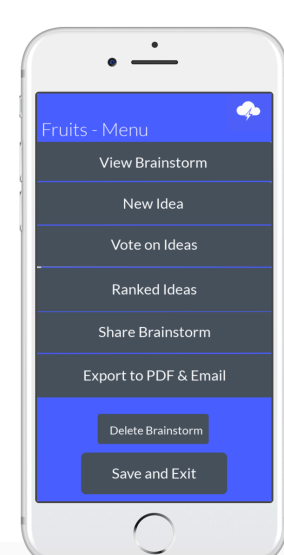 Fruits - Menu
View Brainstorm
New Idea
Vote on Ideas
Ranked Ideas
Share Brainstorm
Export to PDF & Email
Delete Brainstorm
Save and Exit